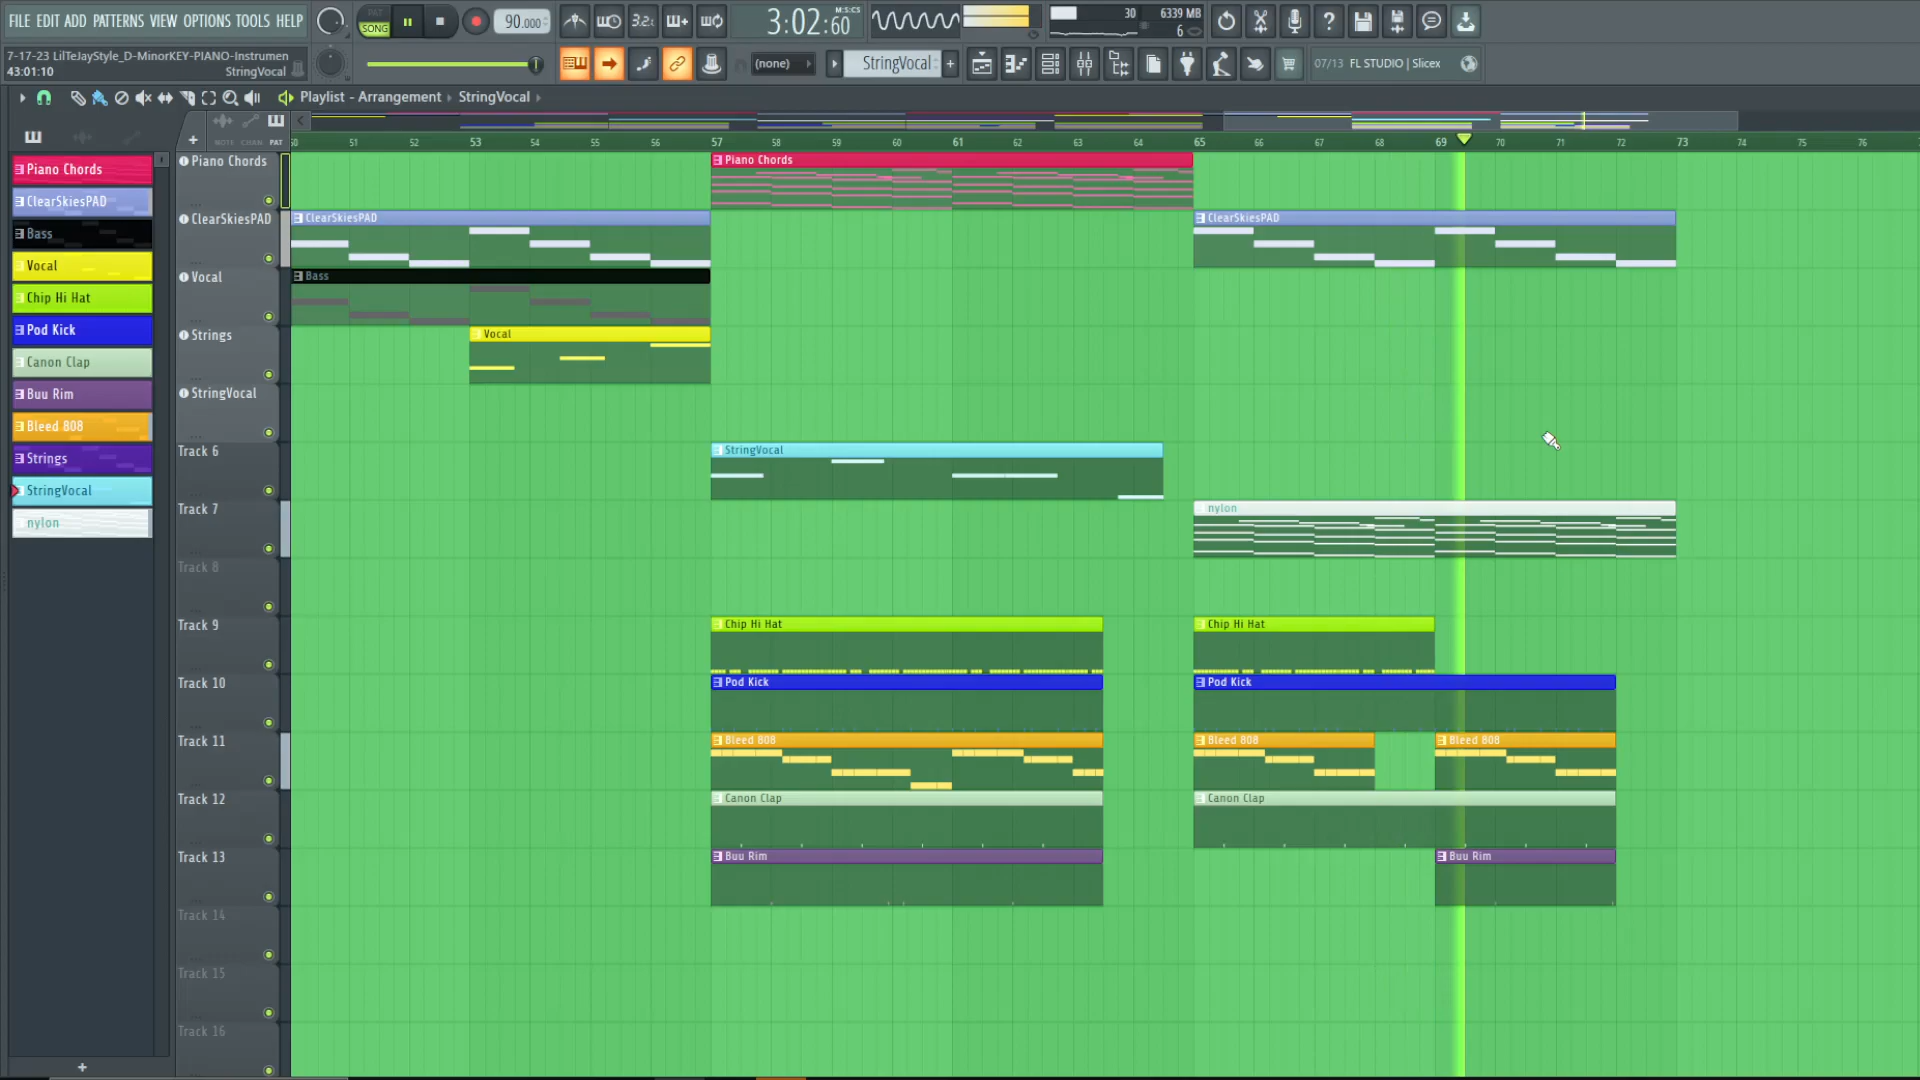 FILE EDIT ADD PATTERNS VIEW OPTIONS TOOLS HELP
PAT
SONG
90.000
3.2
3:02:60
M:S:CS
30
6339 MB
6
7-17-23 LilTeJayStyle_D-MinorKEY-PIANO-Instrumen
43:01:10
StringVocal
(none)
StringVocal
07/13 FL STUDIO | Slicex
Playlist - Arrangement › StringVocal ›
NOTE CHAN PAT
50 51 52 53 54 55 56 57 58 59 60 61 62 63 64 65 66 67 68 69 70 71 72 73 74 75 76
Piano Chords
ClearSkiesPAD
Bass
Vocal
Chip Hi Hat
Pod Kick
Canon Clap
Buu Rim
Bleed 808
Strings
StringVocal
nylon
Piano Chords
ClearSkiesPAD
Vocal
Strings
StringVocal
Track 6
Track 7
Track 8
Track 9
Track 10
Track 11
Track 12
Track 13
Track 14
Track 15
Track 16
Piano Chords
ClearSkiesPAD
ClearSkiesPAD
Bass
Vocal
StringVocal
nylon
Chip Hi Hat
Chip Hi Hat
Pod Kick
Pod Kick
Bleed 808
Bleed 808
Bleed 808
Canon Clap
Canon Clap
Buu Rim
Buu Rim